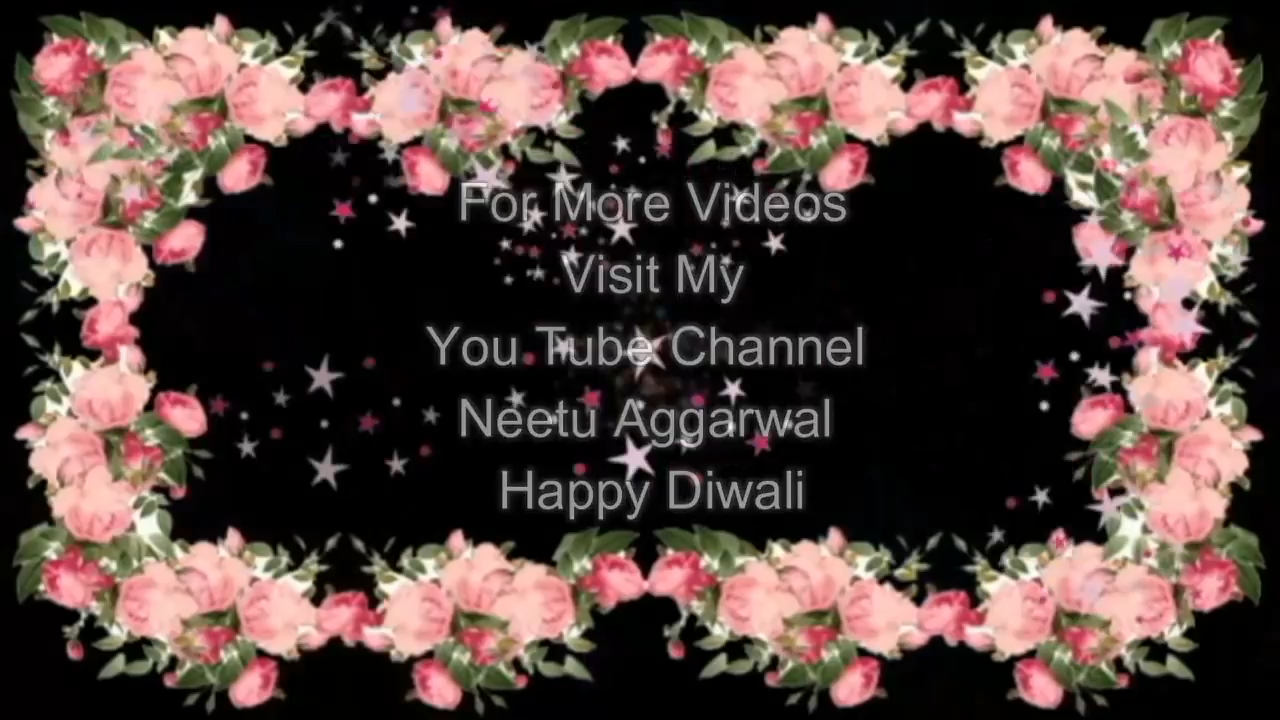 For More Videos
Visit My
You Tube Channel
Neetu Aggarwal
Happy Diwali